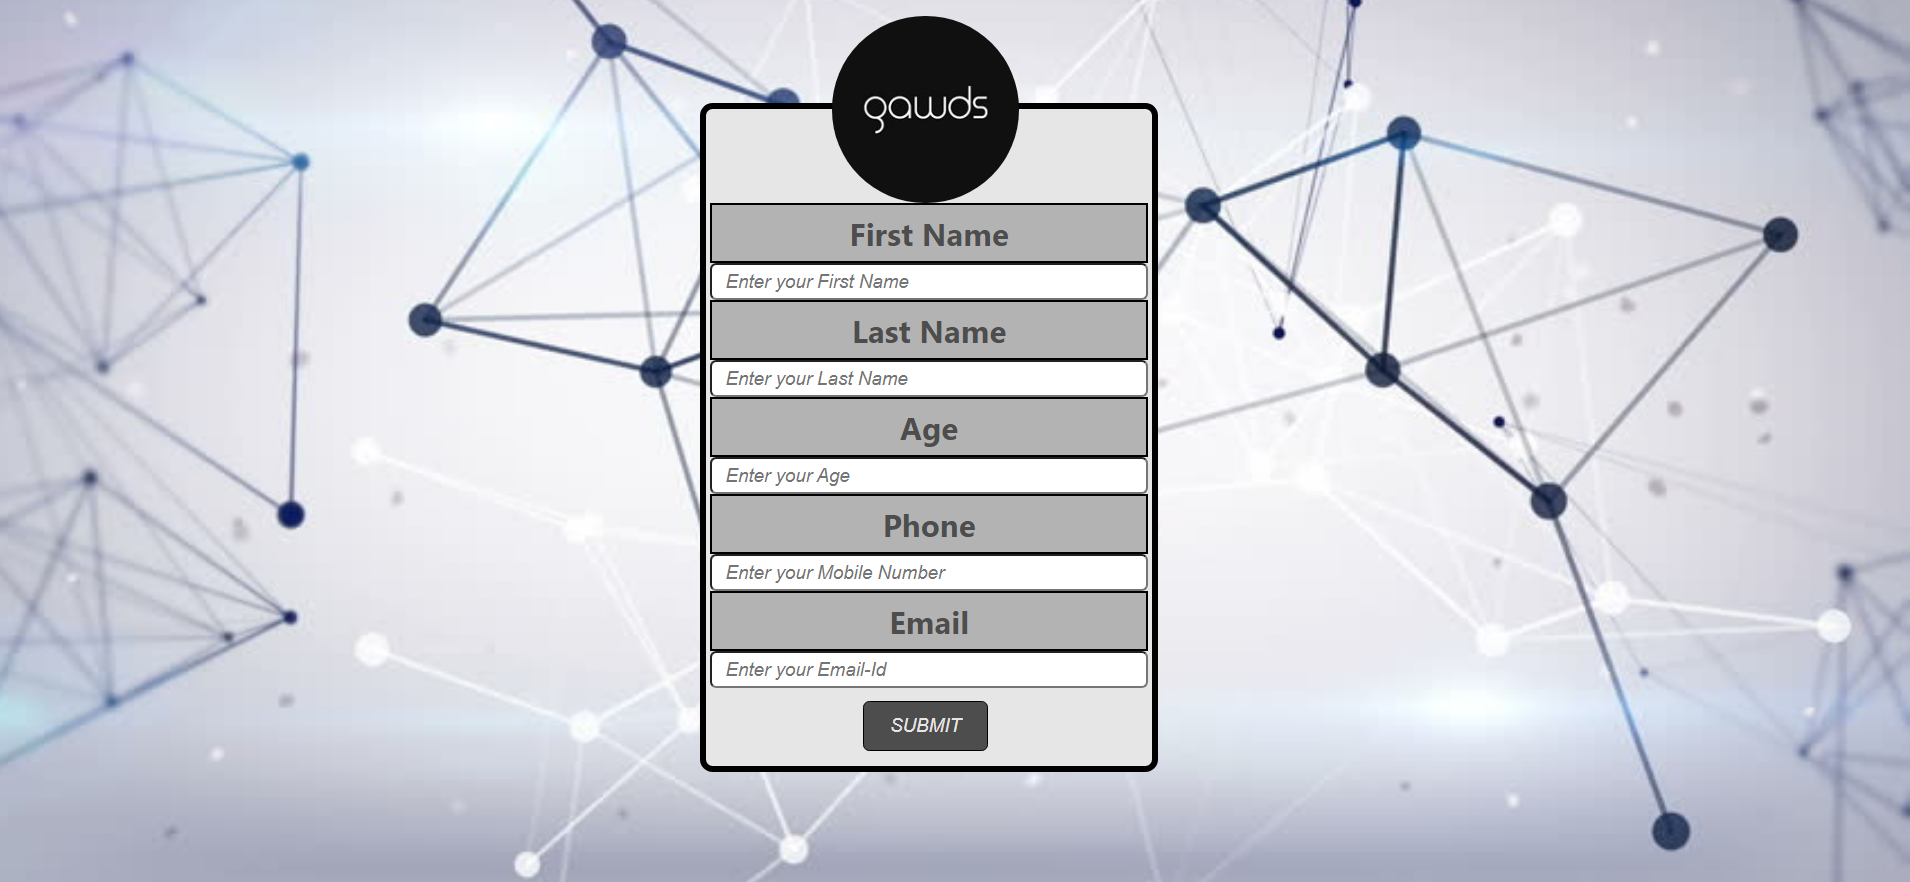 gawds
First Name
Enter your First Name
Last Name
Enter your Last Name
Age
Enter your Age
Phone
Enter your Mobile Number
Email
Enter your Email-Id
SUBMIT